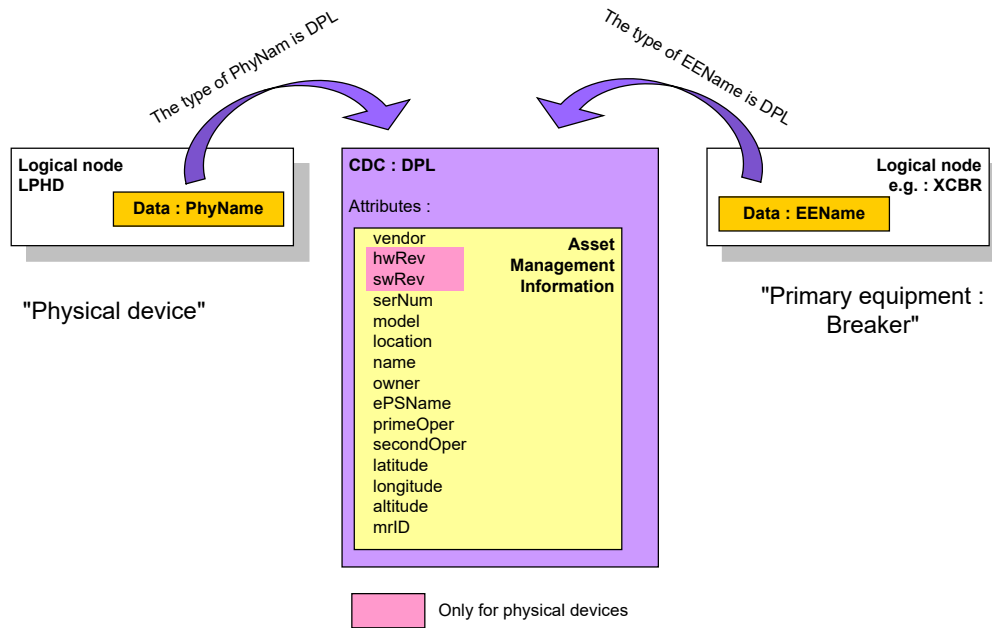 The type of PhyNam is DPL
The type of EEName is DPL
Logical node
LPHD
Data : PhyName
"Physical device"
CDC : DPL
Attributes :
vendor
hwRev
swRev
serNum
model
location
name
owner
ePSName
primeOper
secondOper
latitude
longitude
altitude
mrID
Asset
Management
Information
Logical node
e.g. : XCBR
Data : EEName
"Primary equipment :
Breaker"
Only for physical devices